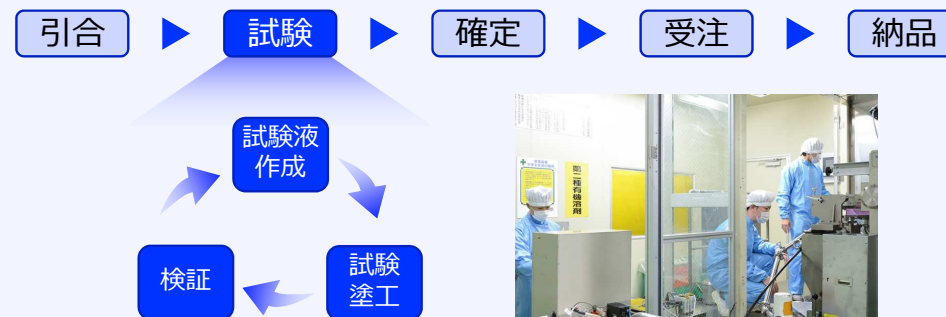 引合
試験
確定
受注
納品
試験液
作成
検証
試験
塗工
第二種有機溶剤